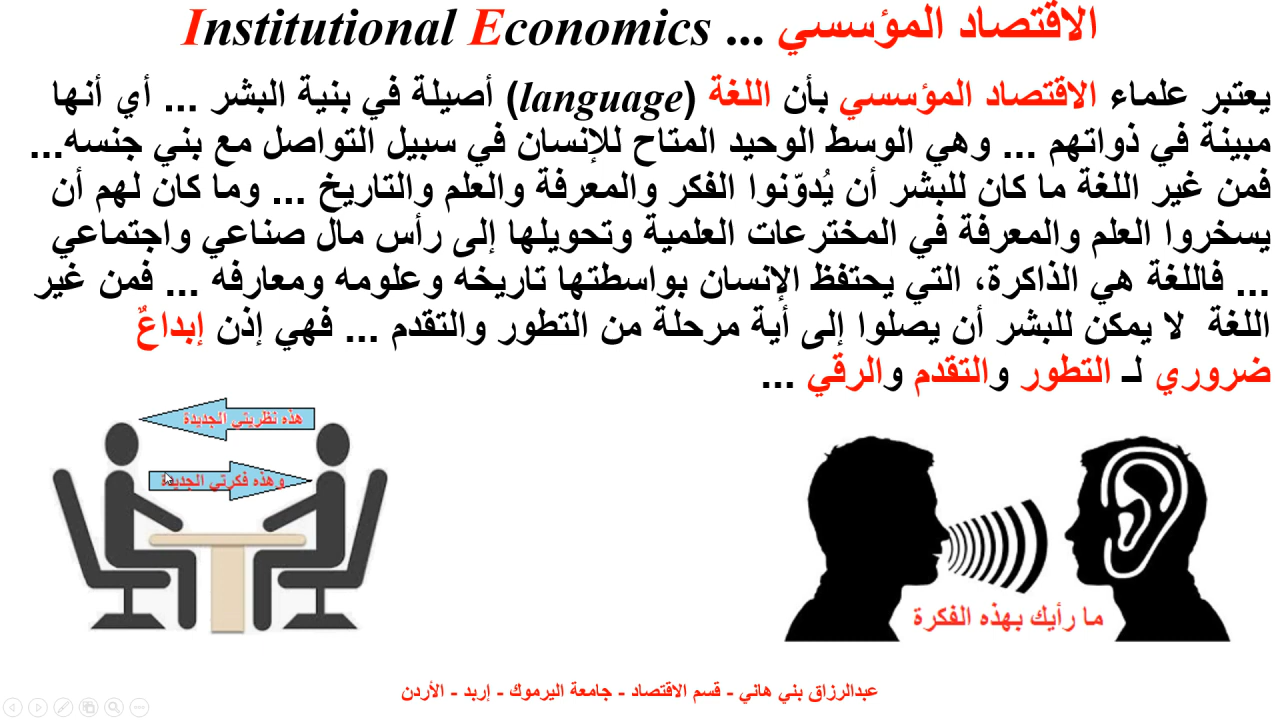 الاقتصاد المؤسسي ... Institutional Economics
يعتبر علماء الاقتصاد المؤسسي بأن اللغة (language) أصيلة في بنية البشر ... أي أنها
مبينة في ذواتهم ... وهي الوسط الوحيد المتاح للإنسان في سبيل التواصل مع بني جنسه...
فمن غير اللغة ما كان للبشر أن يُدوّنوا الفكر والمعرفة والعلم والتاريخ ... وما كان لهم أن
يسخروا العلم والمعرفة في المخترعات العلمية وتحويلها إلى رأس مال صناعي واجتماعي
... فاللغة هي الذاكرة، التي يحتفظ الإنسان بواسطتها تاريخه وعلومه ومعارفه ... فمن غير
اللغة لا يمكن للبشر أن يصلوا إلى أية مرحلة من التطور والتقدم ... فهي إذن إبداعٌ
ضروري لـ التطور والتقدم والرقي ...
هذه نظريتي الجديدة
وهذه فكرتي الجديدة
ما رأيك بهذه الفكرة
عبدالرزاق بني هاني - قسم الاقتصاد - جامعة اليرموك - إربد - الأردن